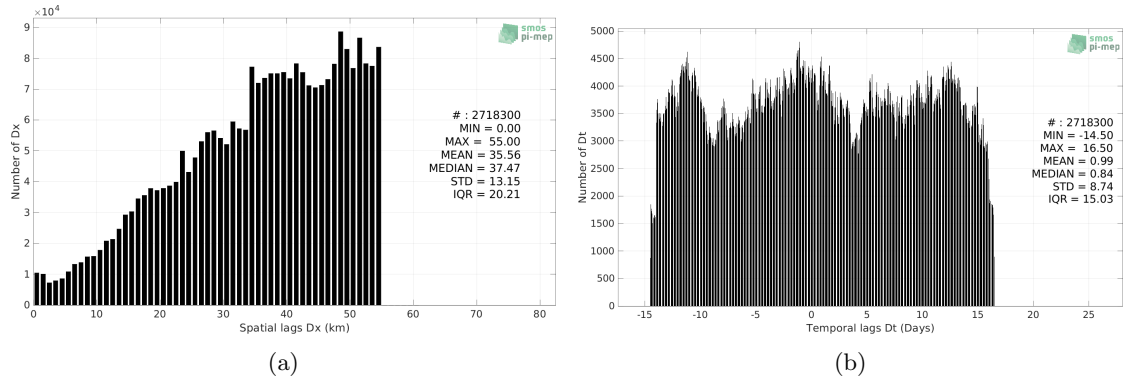 ×10⁴
9
8
7
6
5
4
3
2
1
0
0 10 20 30 40 50 60 70 80
Number of Dx
Spatial lags Dx (km)
smos
pi-mep
# : 2718300
MIN = 0.00
MAX = 55.00
MEAN = 35.56
MEDIAN = 37.47
STD = 13.15
IQR = 20.21
(a)
5000
4500
4000
3500
3000
2500
2000
1500
1000
500
0
-15 -10 -5 0 5 10 15 20 25
Number of Dt
Temporal lags Dt (Days)
smos
pi-mep
# : 2718300
MIN = -14.50
MAX = 16.50
MEAN = 0.99
MEDIAN = 0.84
STD = 8.74
IQR = 15.03
(b)